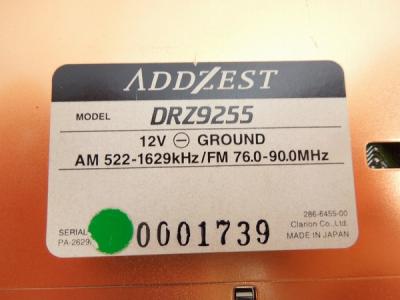 ADDZEST
MODEL DRZ9255
12V ⊖ GROUND
AM 522-1629kHz/FM 76.0-90.0MHz
286-6455-00
Clarion Co., Ltd.
SERIAL 0001739 MADE IN JAPAN
PA-2629